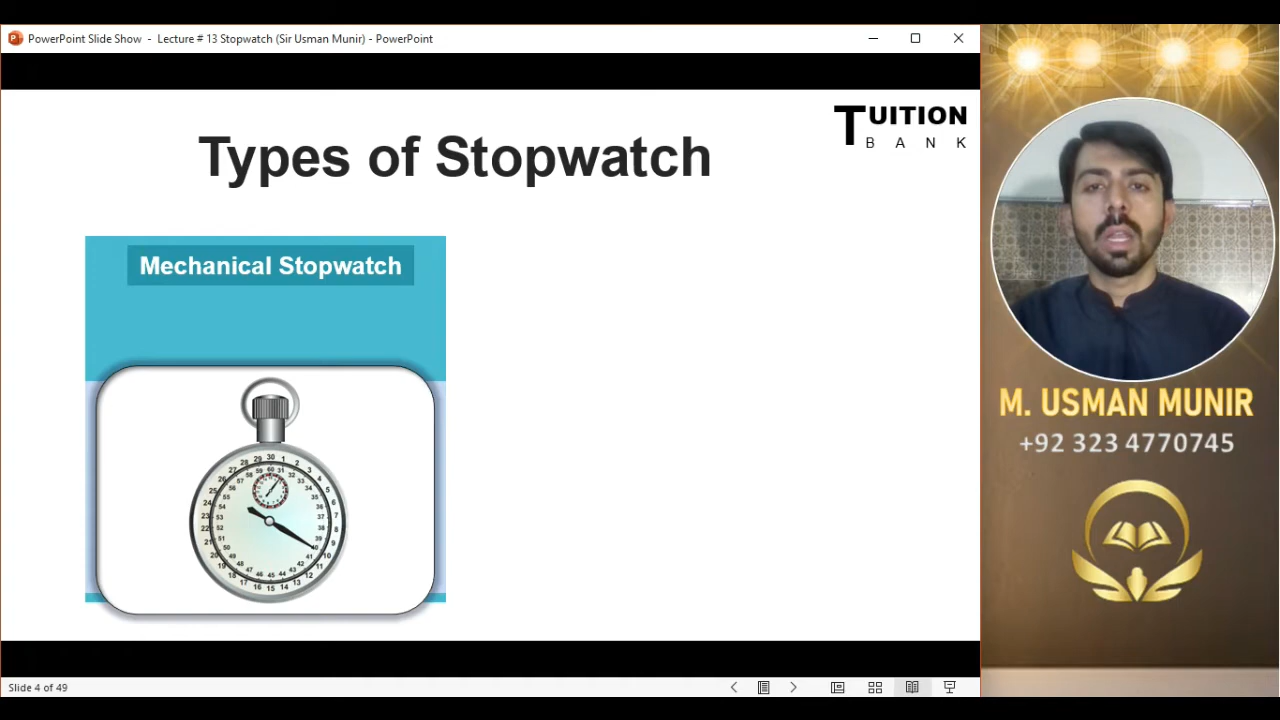 PowerPoint Slide Show - Lecture # 13 Stopwatch (Sir Usman Munir) - PowerPoint
TUITION
BANK
Types of Stopwatch
Mechanical Stopwatch
M. USMAN MUNIR
+92 323 4770745
Slide 4 of 49